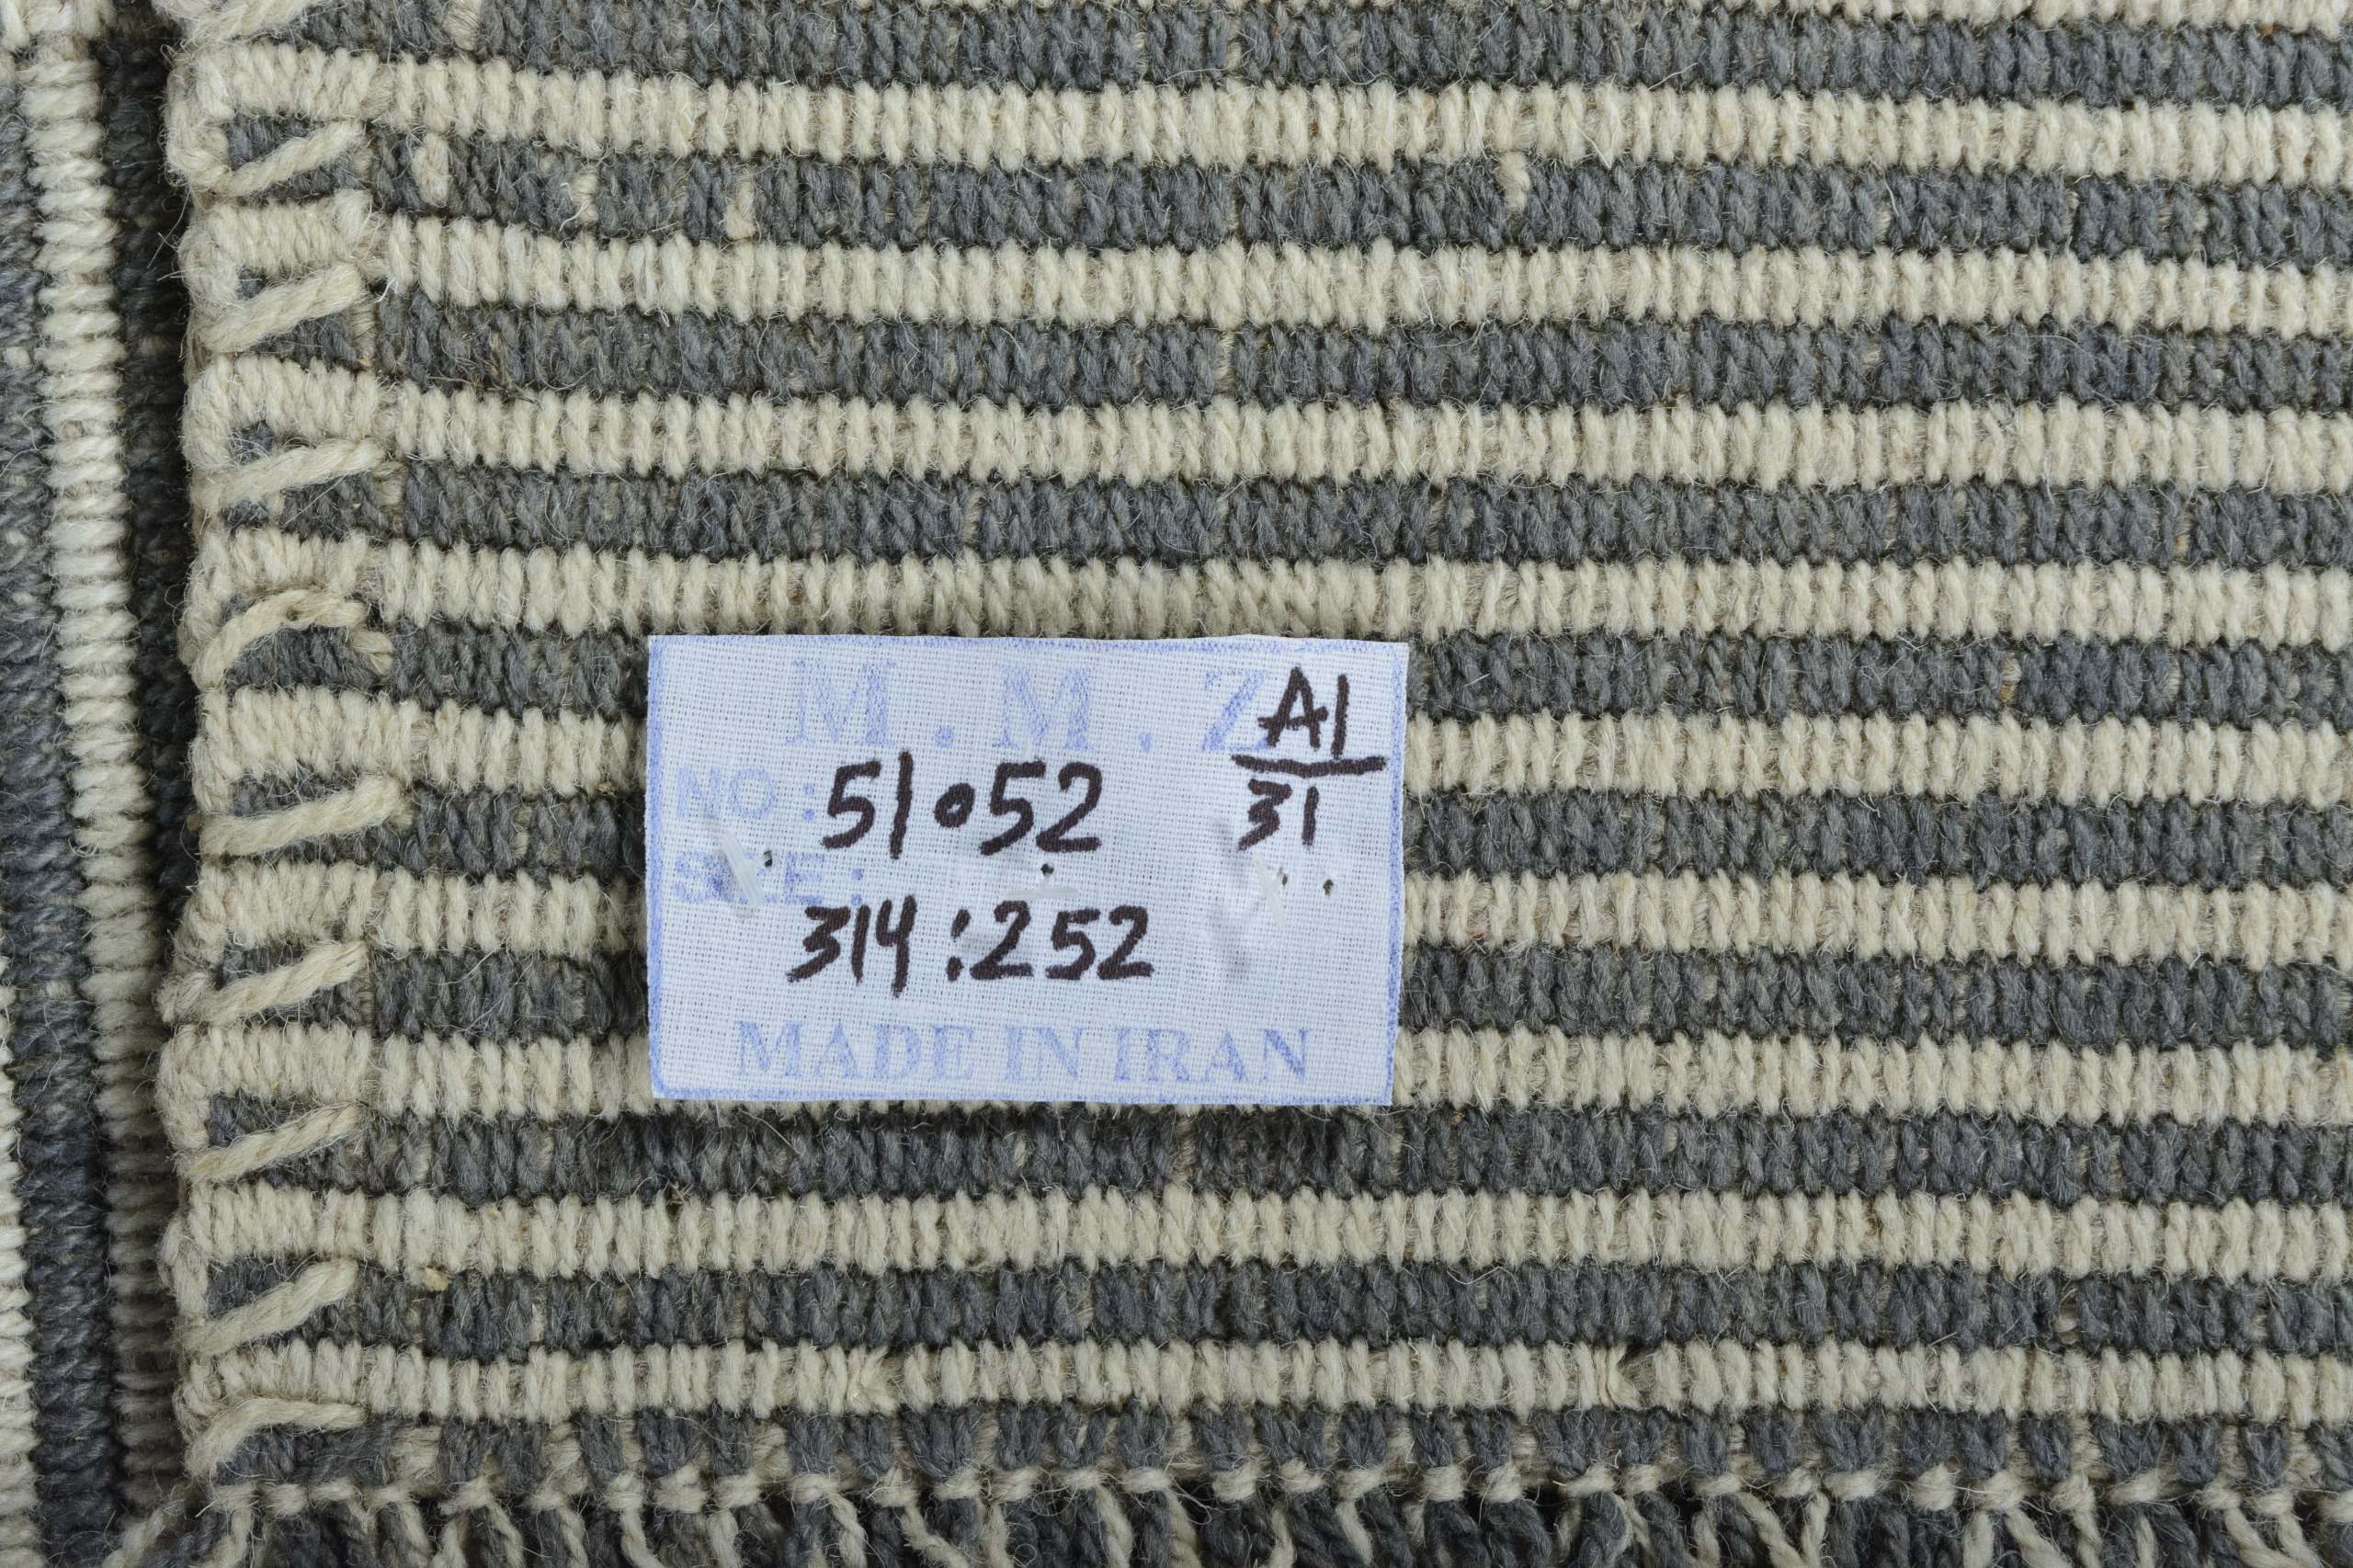 M. M. Z
A1
31
NO: 51052
SIZE:
314:252
MADE IN IRAN